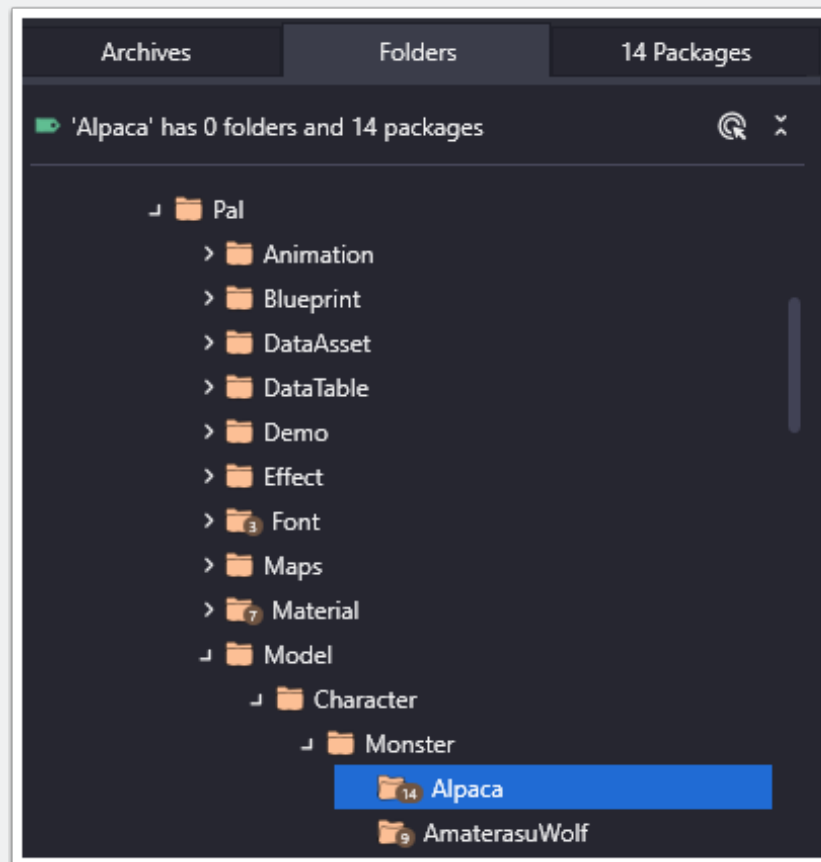 Archives Folders 14 Packages
'Alpaca' has 0 folders and 14 packages
Pal
Animation
Blueprint
DataAsset
DataTable
Demo
Effect
3 Font
Maps
7 Material
Model
Character
Monster
14 Alpaca
9 AmaterasuWolf